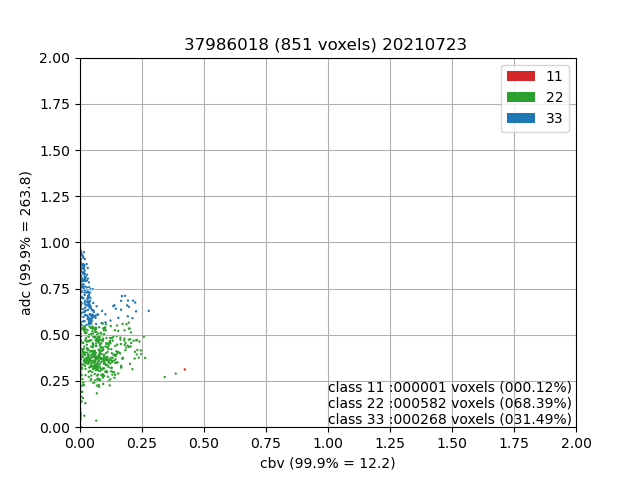 37986018 (851 voxels) 20210723
2.00
1.75
1.50
1.25
1.00
0.75
0.50
0.25
0.00
adc (99.9% = 263.8)
11
22
33
class 11 :000001 voxels (000.12%)
class 22 :000582 voxels (068.39%)
class 33 :000268 voxels (031.49%)
0.00 0.25 0.50 0.75 1.00 1.25 1.50 1.75 2.00
cbv (99.9% = 12.2)